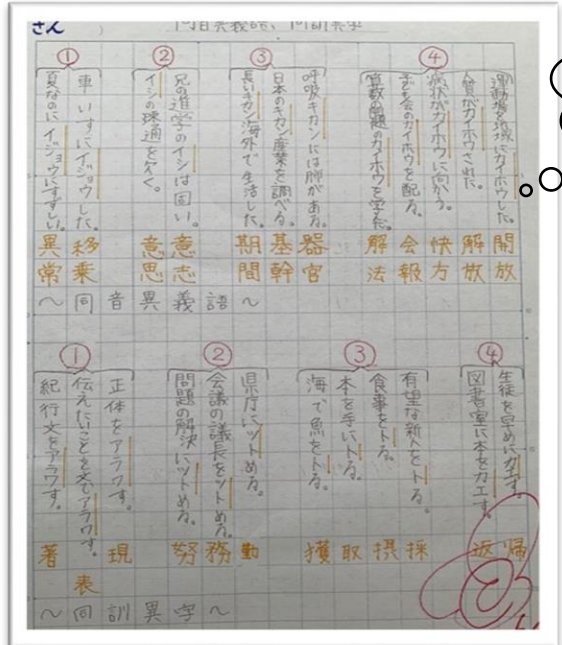 さん
①
夏なのにイジョウにすずしい。異常
車いすにイジョウした。移乗
②
イシの疎通を欠く。意思
兄の進学のイシは固い。意志
③
長いキカン海外で生活した。期間
日本のキカン産業を調べる。基幹
呼吸キカンには肺がある。器官
④
算数の問題のカイホウを学んだ。解法
子ども会のカイホウを配る。会報
病状がカイホウに向かう。快方
人質がカイホウされた。解放
運動場を地域にカイホウした。開放
～同音異義語～
①
紀行文をアラワす。著
伝えたいことを文でアラワす。表
正体をアラワす。現
②
問題の解決にツトめる。努
会議の議長をツトめる。務
県庁にツトめる。勤
③
海で魚をトる。獲
本を手にトる。取
食事をトる。摂
有望な新人をトる。採
④
図書室に本をカエす。返
生徒を早めにカエす。帰
～同訓異字～